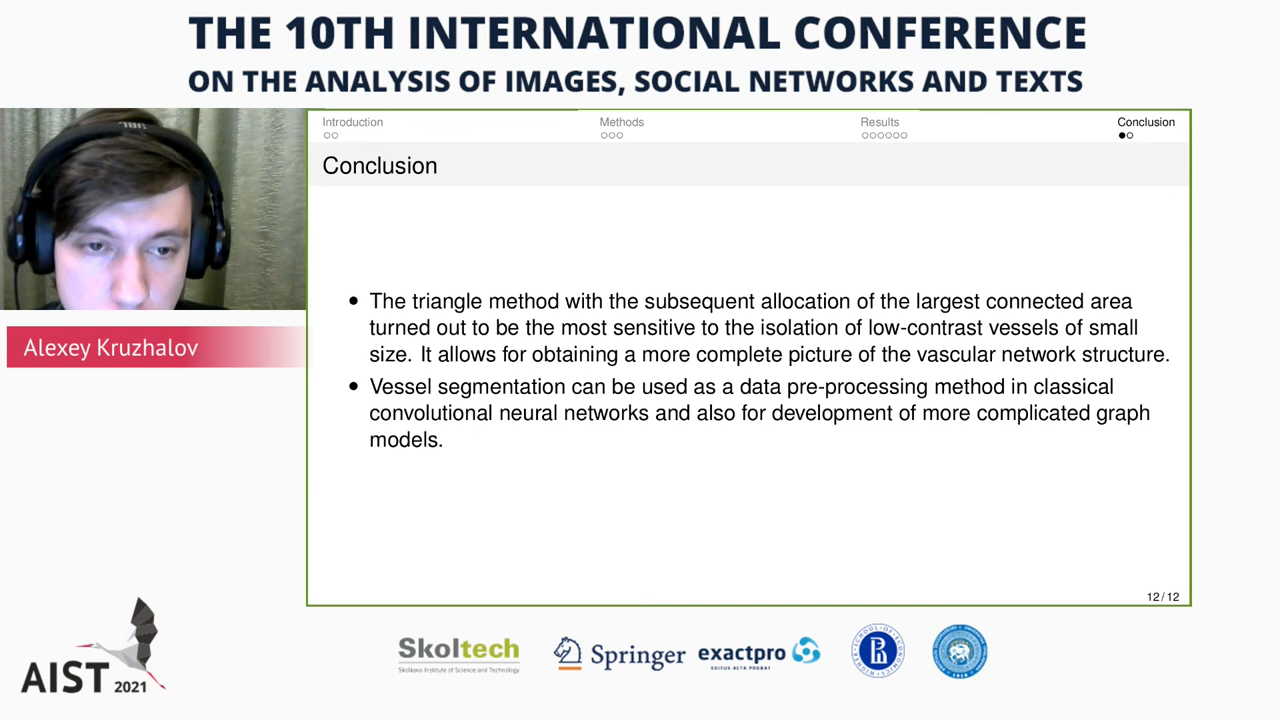 THE 10TH INTERNATIONAL CONFERENCE
ON THE ANALYSIS OF IMAGES, SOCIAL NETWORKS AND TEXTS
Introduction
Methods
Results
Conclusion
Conclusion
The triangle method with the subsequent allocation of the largest connected area
turned out to be the most sensitive to the isolation of low-contrast vessels of small
size. It allows for obtaining a more complete picture of the vascular network structure.
Vessel segmentation can be used as a data pre-processing method in classical
convolutional neural networks and also for development of more complicated graph
models.
12 / 12
Alexey Kruzhalov
AIST 2021
Skoltech
Skolkovo Institute of Science and Technology
Springer
exactpro
EXITUS ACTA PROBAT